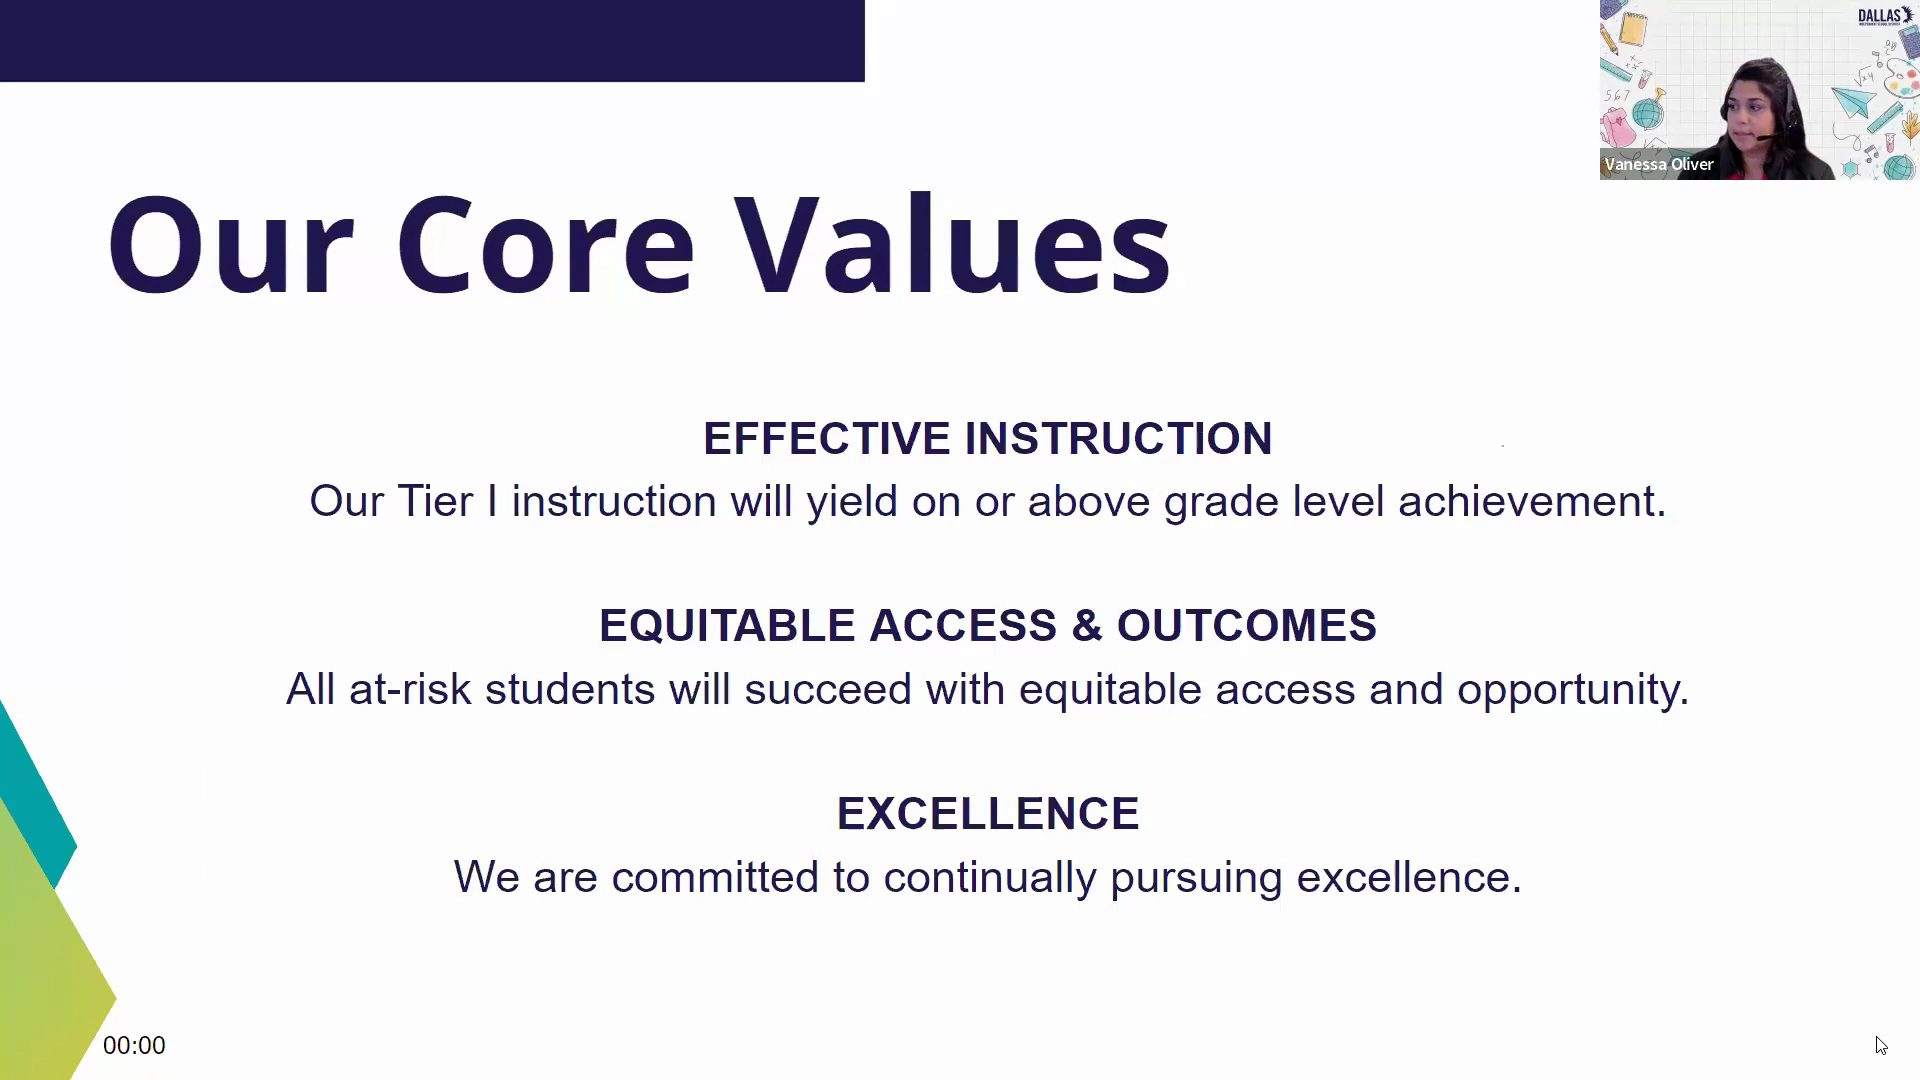 DALLAS
Vanessa Oliver
Our Core Values
EFFECTIVE INSTRUCTION
Our Tier I instruction will yield on or above grade level achievement.
EQUITABLE ACCESS & OUTCOMES
All at-risk students will succeed with equitable access and opportunity.
EXCELLENCE
We are committed to continually pursuing excellence.
00:00